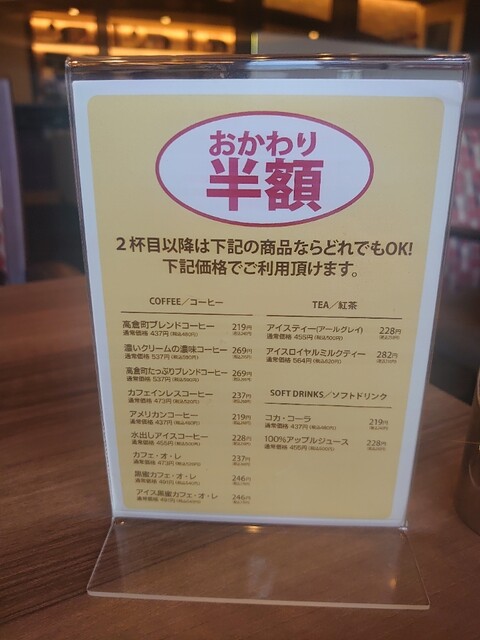 おかわり
半額
2杯目以降は下記の商品ならどれでもOK!
下記価格でご利用頂けます。
COFFEE/コーヒー
高倉町ブレンドコーヒー 219円
通常価格 437円
濃いクリームの濃味コーヒー 269円
通常価格 537円
高倉町たっぷりブレンドコーヒー 269円
通常価格 537円
カフェインレスコーヒー 237円
通常価格 473円
アメリカンコーヒー 219円
通常価格 437円
水出しアイスコーヒー 228円
通常価格 455円
カフェ・オ・レ 237円
通常価格 473円
黒蜜カフェ・オ・レ 246円
通常価格 491円
アイス黒蜜カフェ・オ・レ 246円
通常価格 491円
TEA/紅茶
アイスティー(アールグレイ) 228円
通常価格 455円
アイスロイヤルミルクティー 282円
通常価格 564円
SOFT DRINKS/ソフトドリンク
コカ・コーラ 219円
通常価格 437円
100%アップルジュース 228円
通常価格 455円